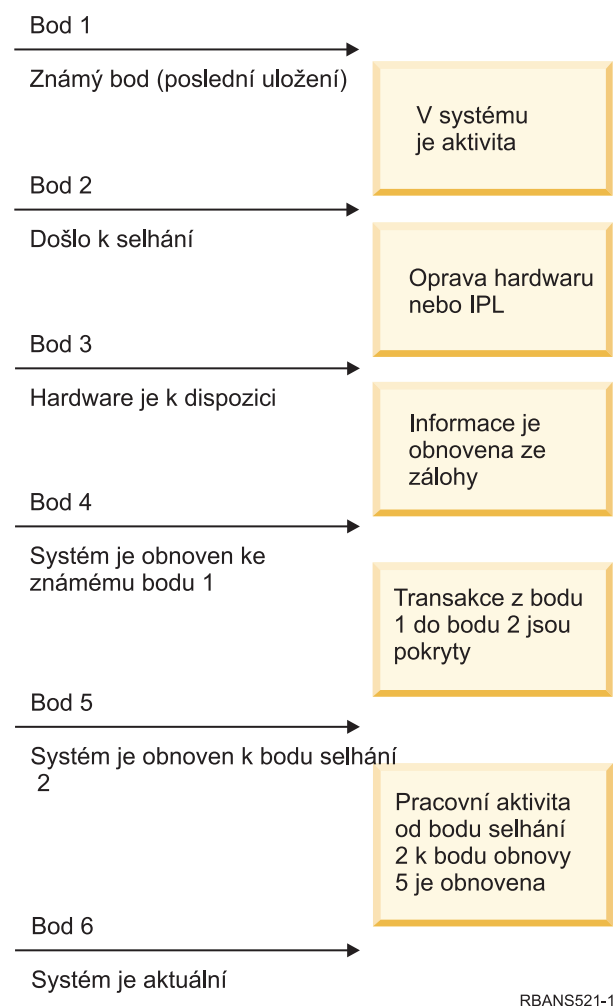 Bod 1
Známý bod (poslední uložení)
V systému
je aktivita
Bod 2
Došlo k selhání
Oprava hardwaru
nebo IPL
Bod 3
Hardware je k dispozici
Informace je
obnovena ze
zálohy
Bod 4
Systém je obnoven ke
známému bodu 1
Transakce z bodu
1 do bodu 2 jsou
pokryty
Bod 5
Systém je obnoven k bodu selhání
2
Pracovní aktivita
od bodu selhání
2 k bodu obnovy
5 je obnovena
Bod 6
Systém je aktuální
RBANS521-1